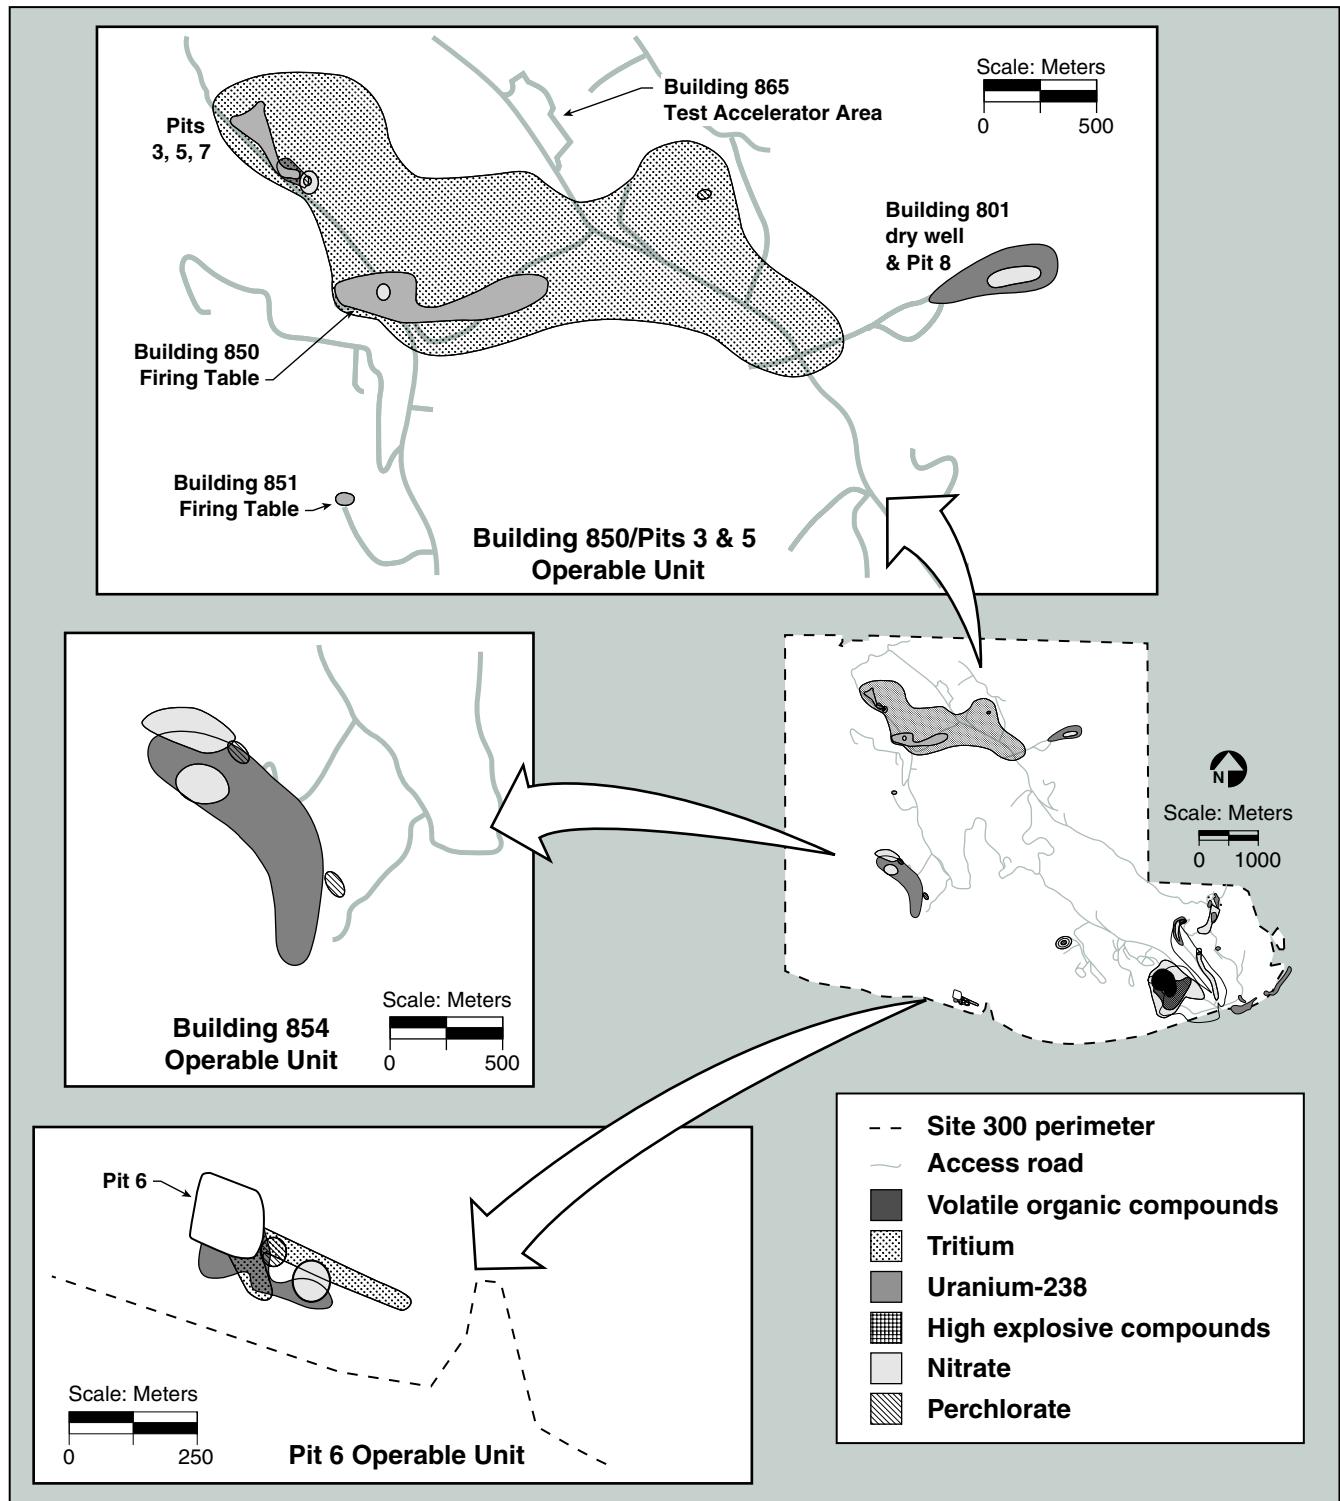 Scale: Meters
0 500
Building 865
Test Accelerator Area
Pits
3, 5, 7
Building 801
dry well
& Pit 8
Building 850
Firing Table
Building 851
Firing Table
Building 850/Pits 3 & 5
Operable Unit
Building 854
Operable Unit
Scale: Meters
0 500
N
Scale: Meters
0 1000
Pit 6
Scale: Meters
0 250
Pit 6 Operable Unit
Site 300 perimeter
Access road
Volatile organic compounds
Tritium
Uranium-238
High explosive compounds
Nitrate
Perchlorate